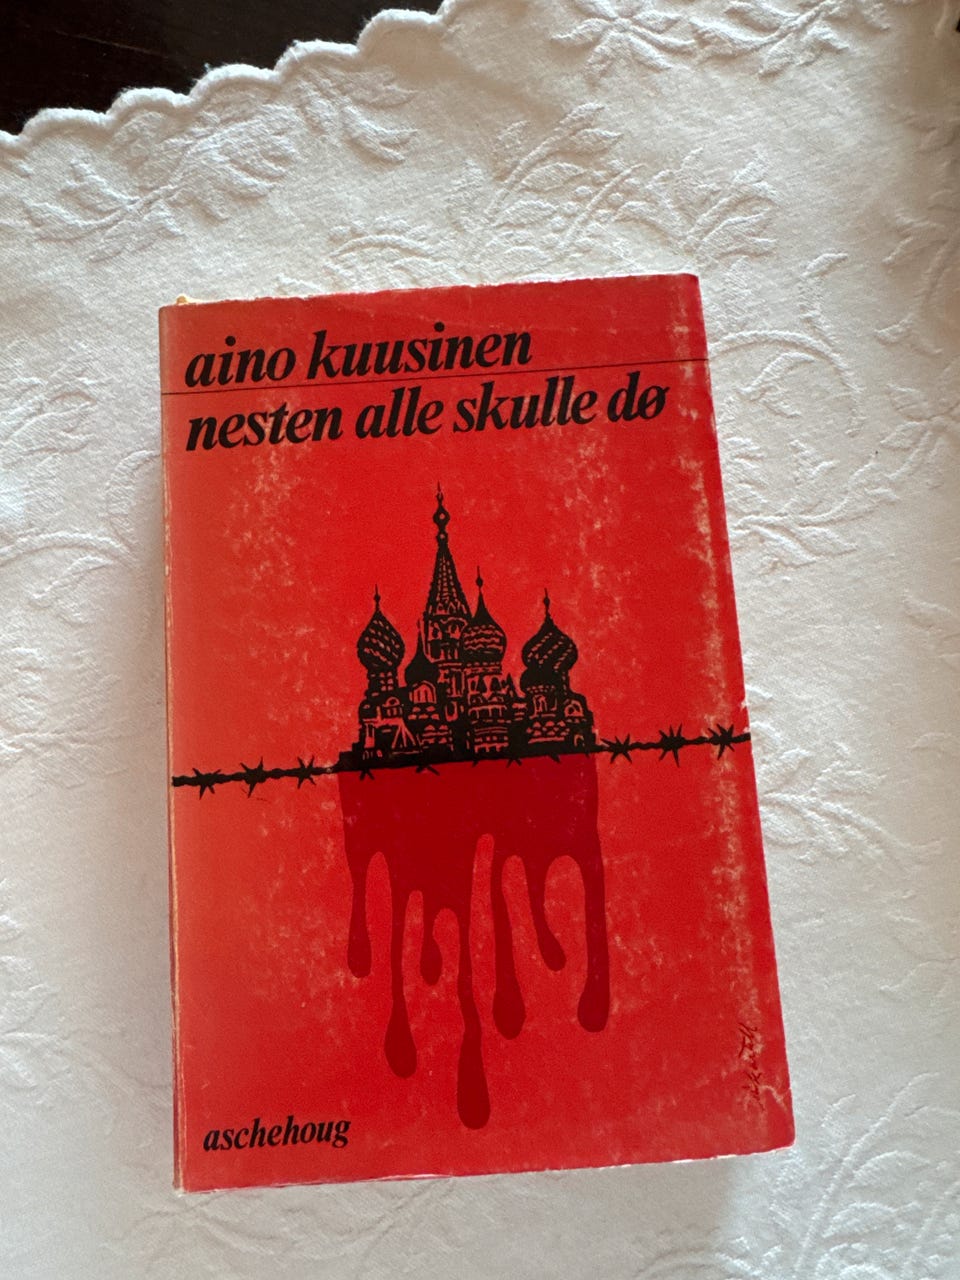 aino kuusinen
nesten alle skulle dø
aschehoug